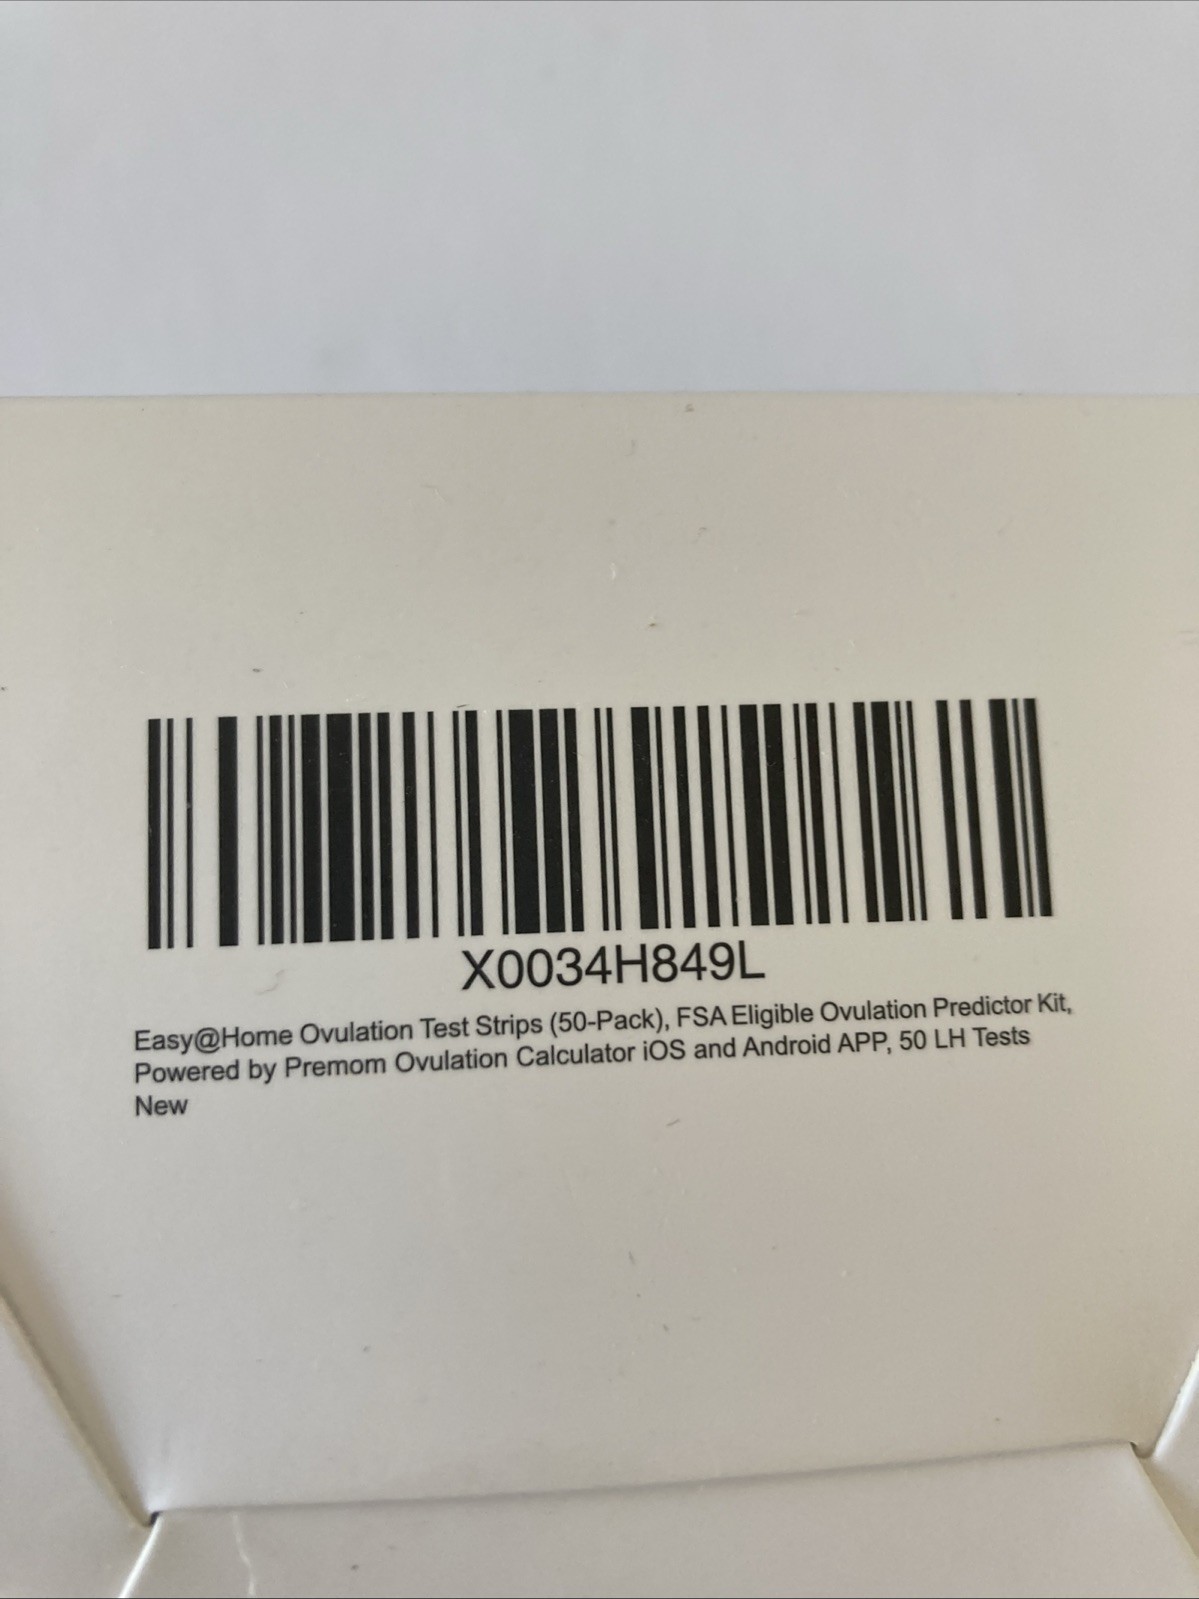 X0034H849L
Easy@Home Ovulation Test Strips (50-Pack), FSA Eligible Ovulation Predictor Kit,
Powered by Premom Ovulation Calculator iOS and Android APP, 50 LH Tests
New